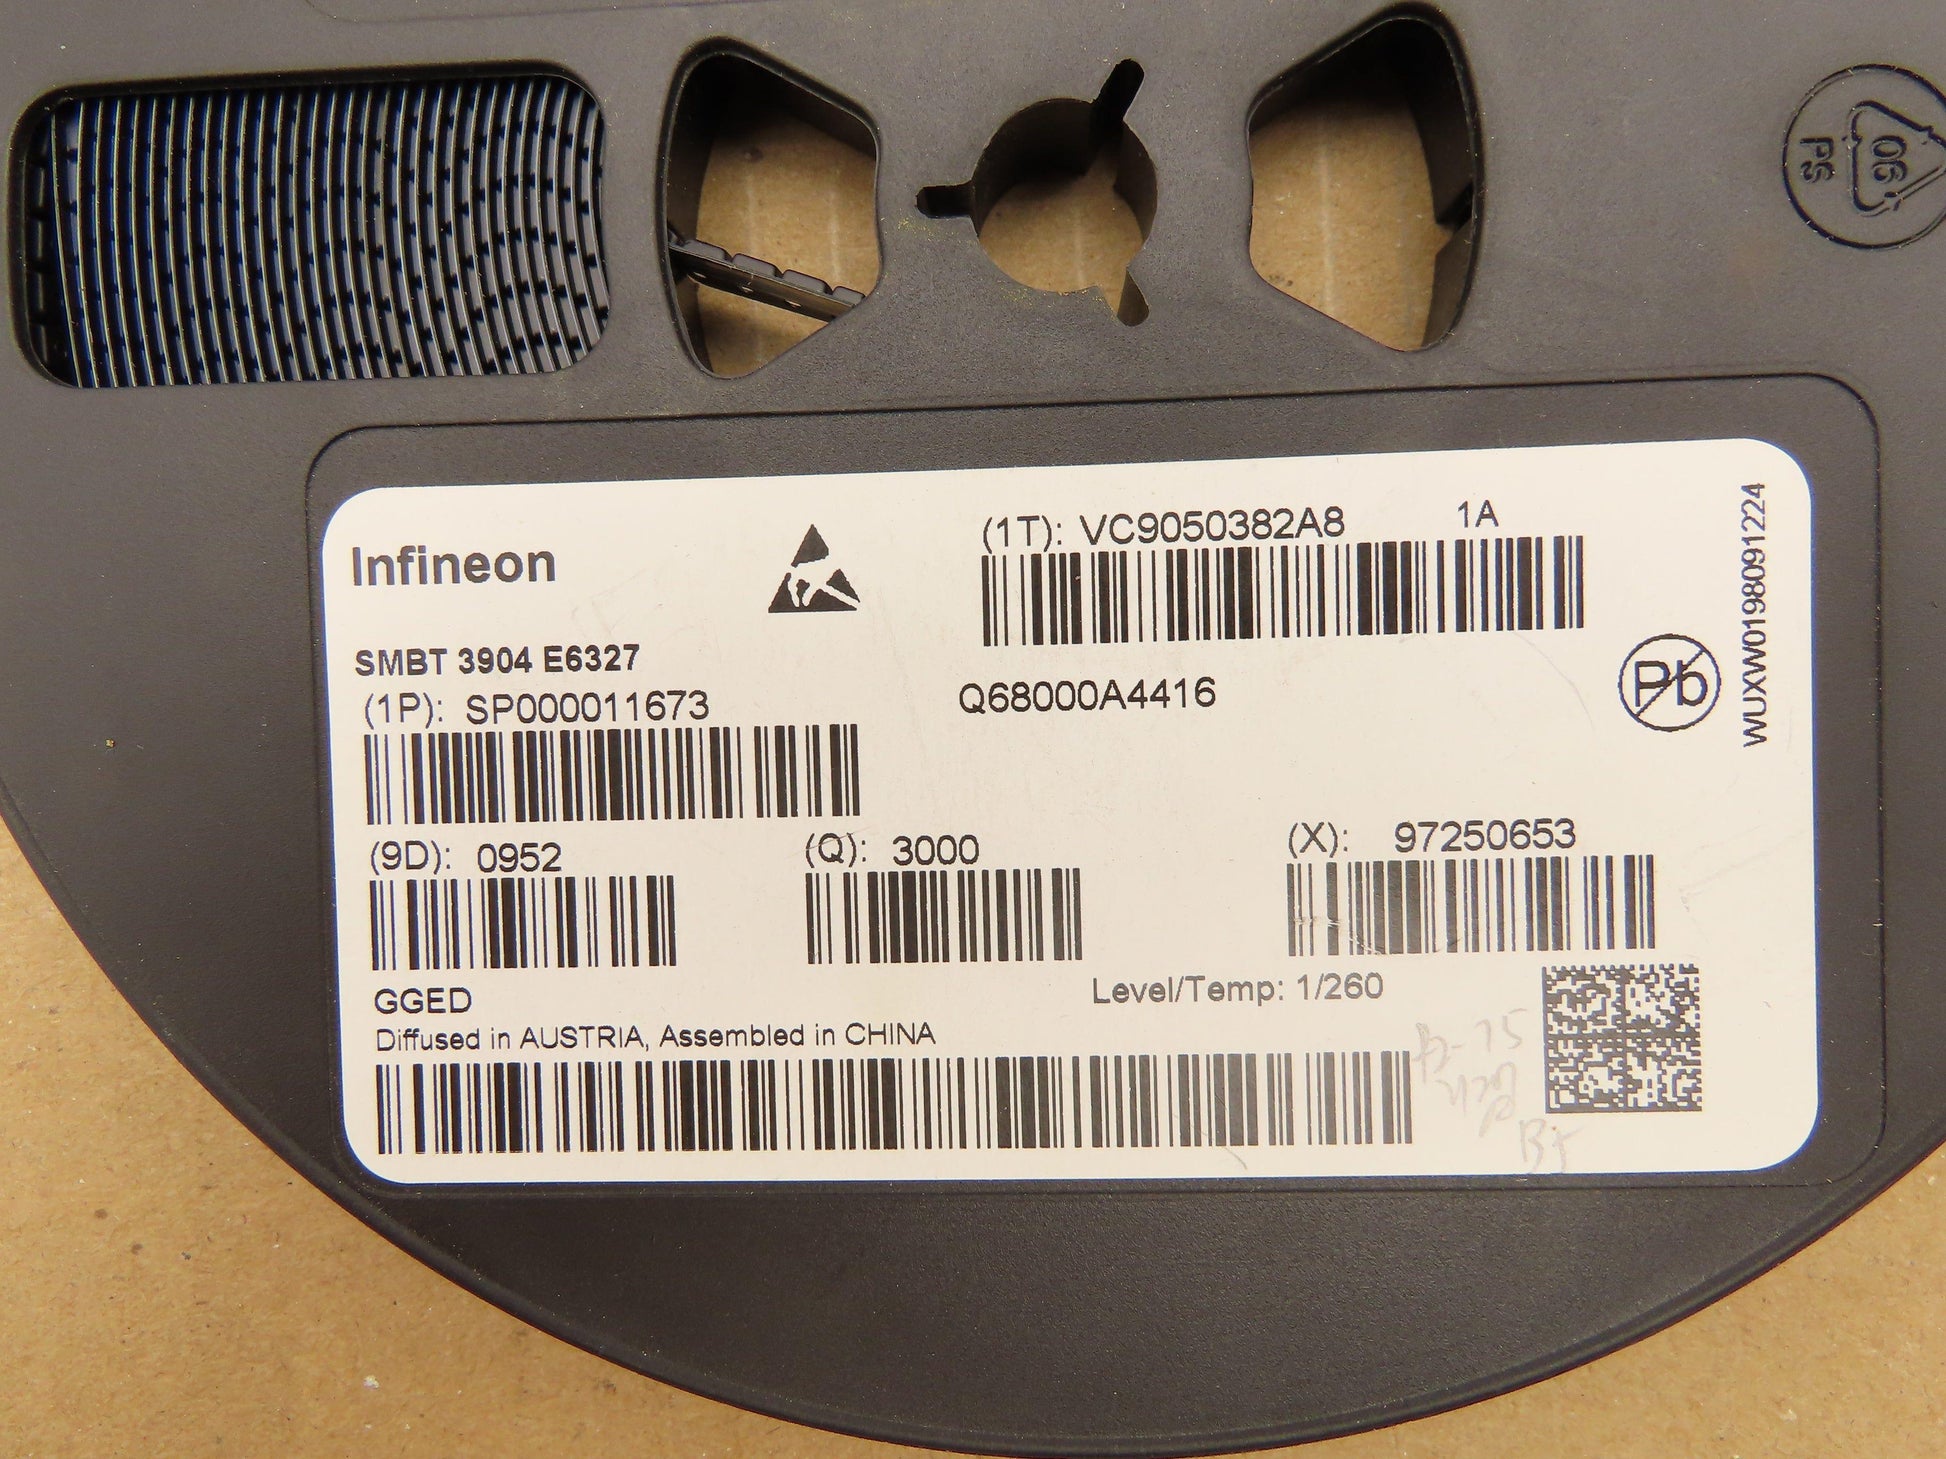 06
PS
Infineon
(1T): VC9050382A8 1A
WUXW0198091224
SMBT 3904 E6327
(1P): SP000011673
Q68000A4416
Pb
(9D): 0952
(Q): 3000
(X): 97250653
GGED
Level/Temp: 1/260
Diffused in AUSTRIA, Assembled in CHINA